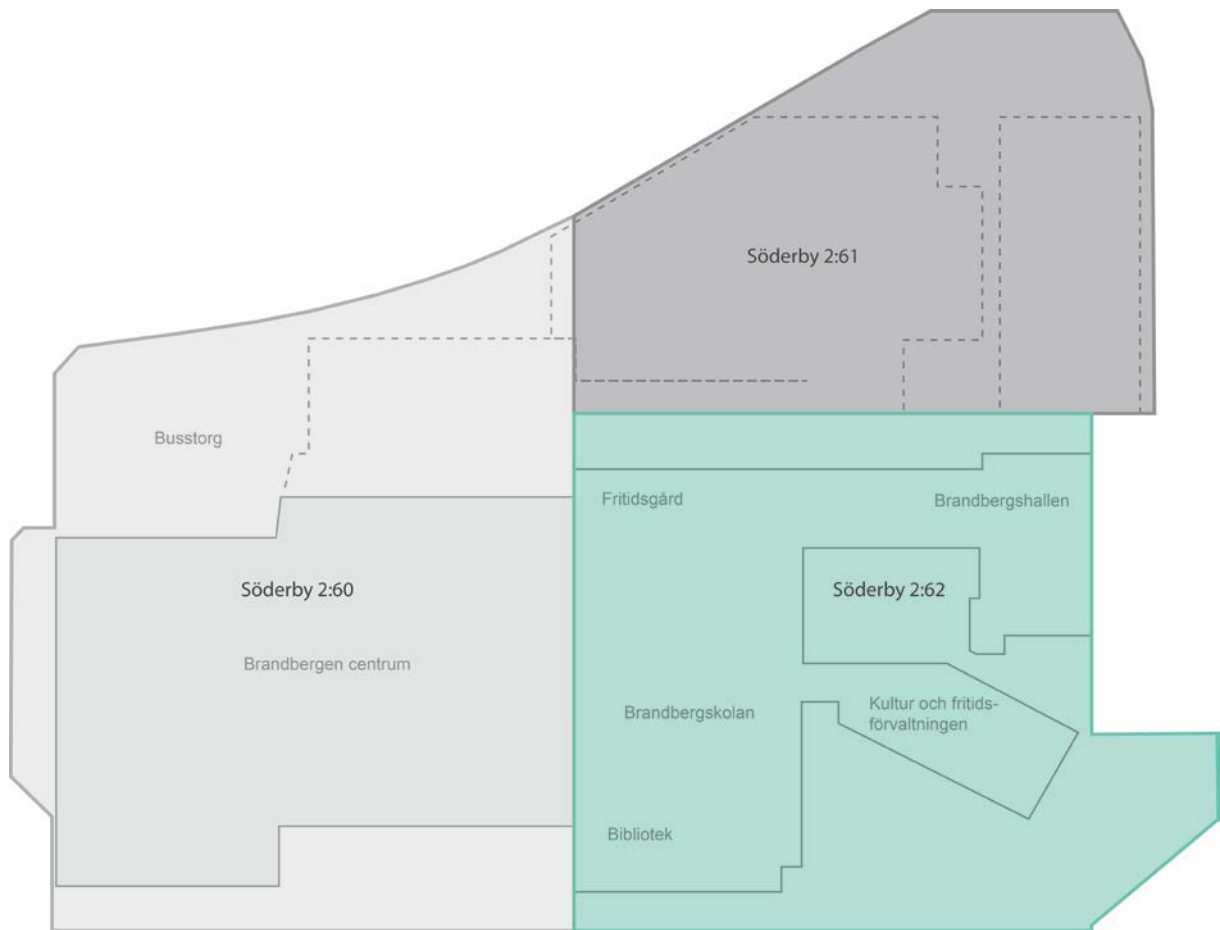 Söderby 2:61
Busstorg
Fritidsgård
Brandbergshallen
Söderby 2:60
Söderby 2:62
Brandbergen centrum
Brandbergskolan
Kultur och fritids-
förvaltningen
Bibliotek